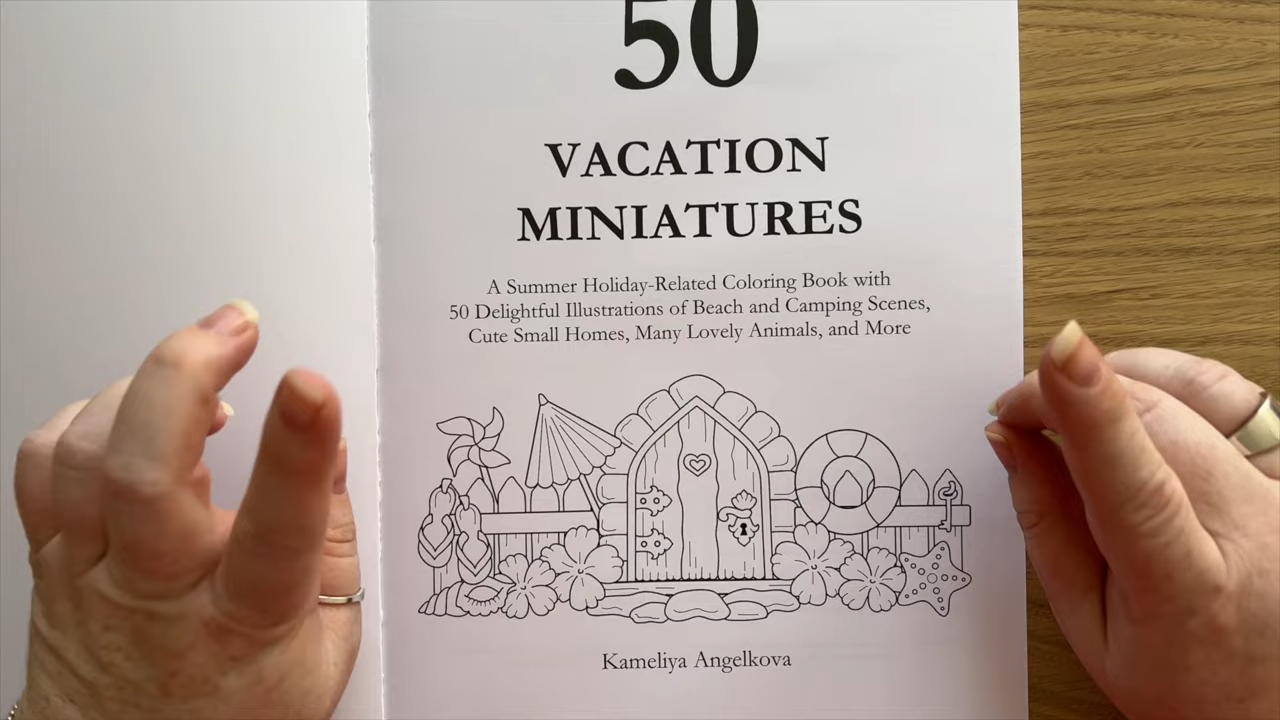 50
VACATION
MINIATURES
A Summer Holiday-Related Coloring Book with
50 Delightful Illustrations of Beach and Camping Scenes,
Cute Small Homes, Many Lovely Animals, and More
Kameliya Angelkova